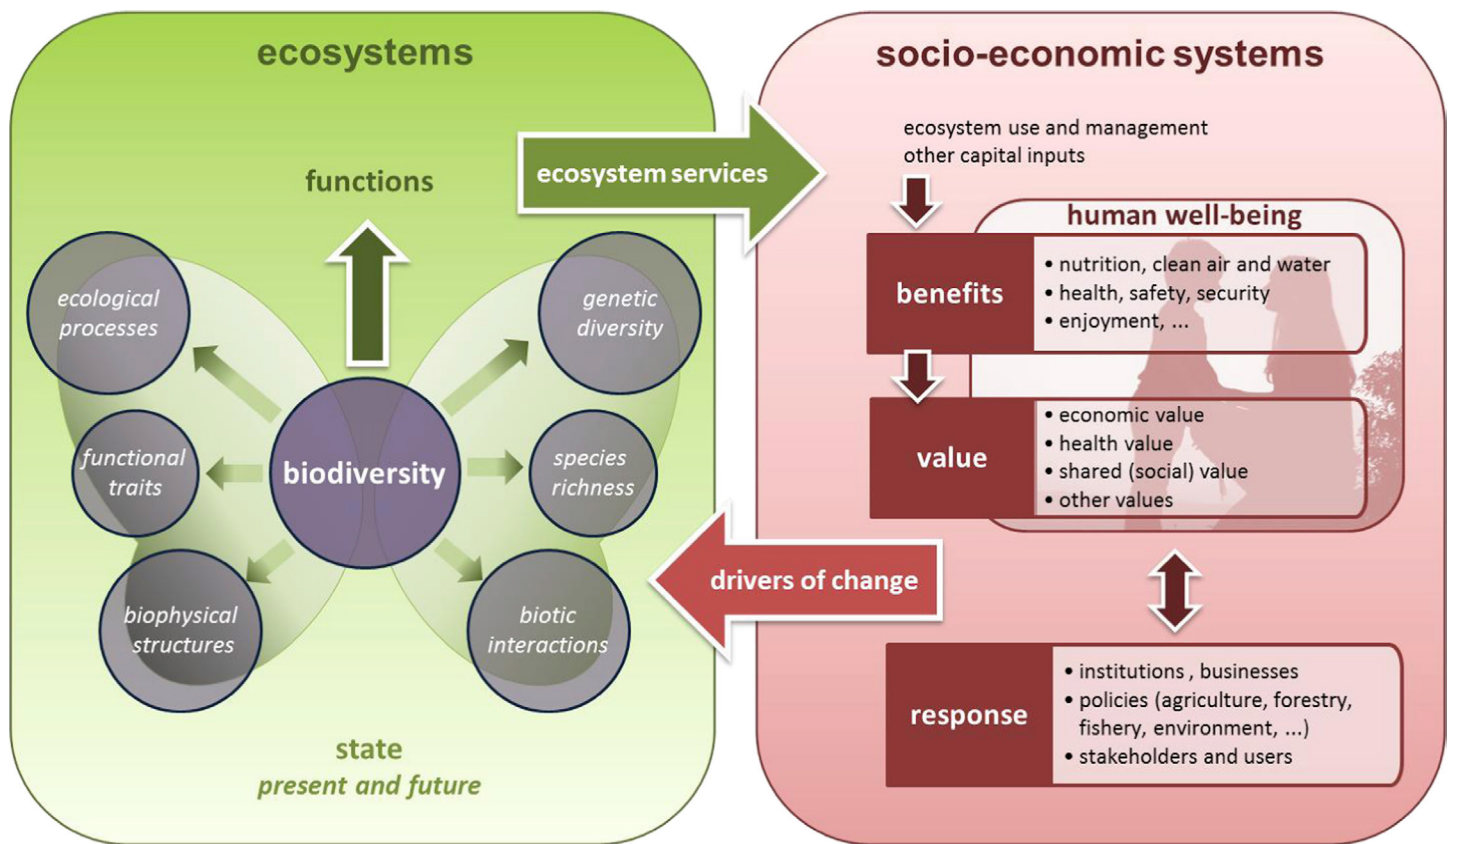 ecosystems
functions
ecosystem services
ecological
processes
genetic
diversity
functional
traits
biodiversity
species
richness
biophysical
structures
biotic
interactions
state
present and future
drivers of change
socio-economic systems
ecosystem use and management
other capital inputs
human well-being
benefits
• nutrition, clean air and water
• health, safety, security
• enjoyment, ...
value
• economic value
• health value
• shared (social) value
• other values
response
• institutions , businesses
• policies (agriculture, forestry,
fishery, environment, ...)
• stakeholders and users